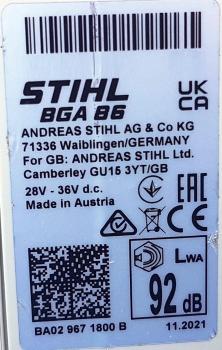 STIHL
BGA 86
UK
CA
ANDREAS STIHL AG & Co KG
71336 Waiblingen/GERMANY
For GB: ANDREAS STIHL Ltd.
Camberley GU15 3YT/GB
28V - 36V d.c.
Made in Austria
EAC
LWA
92 dB
BA02 967 1800 B
11.2021